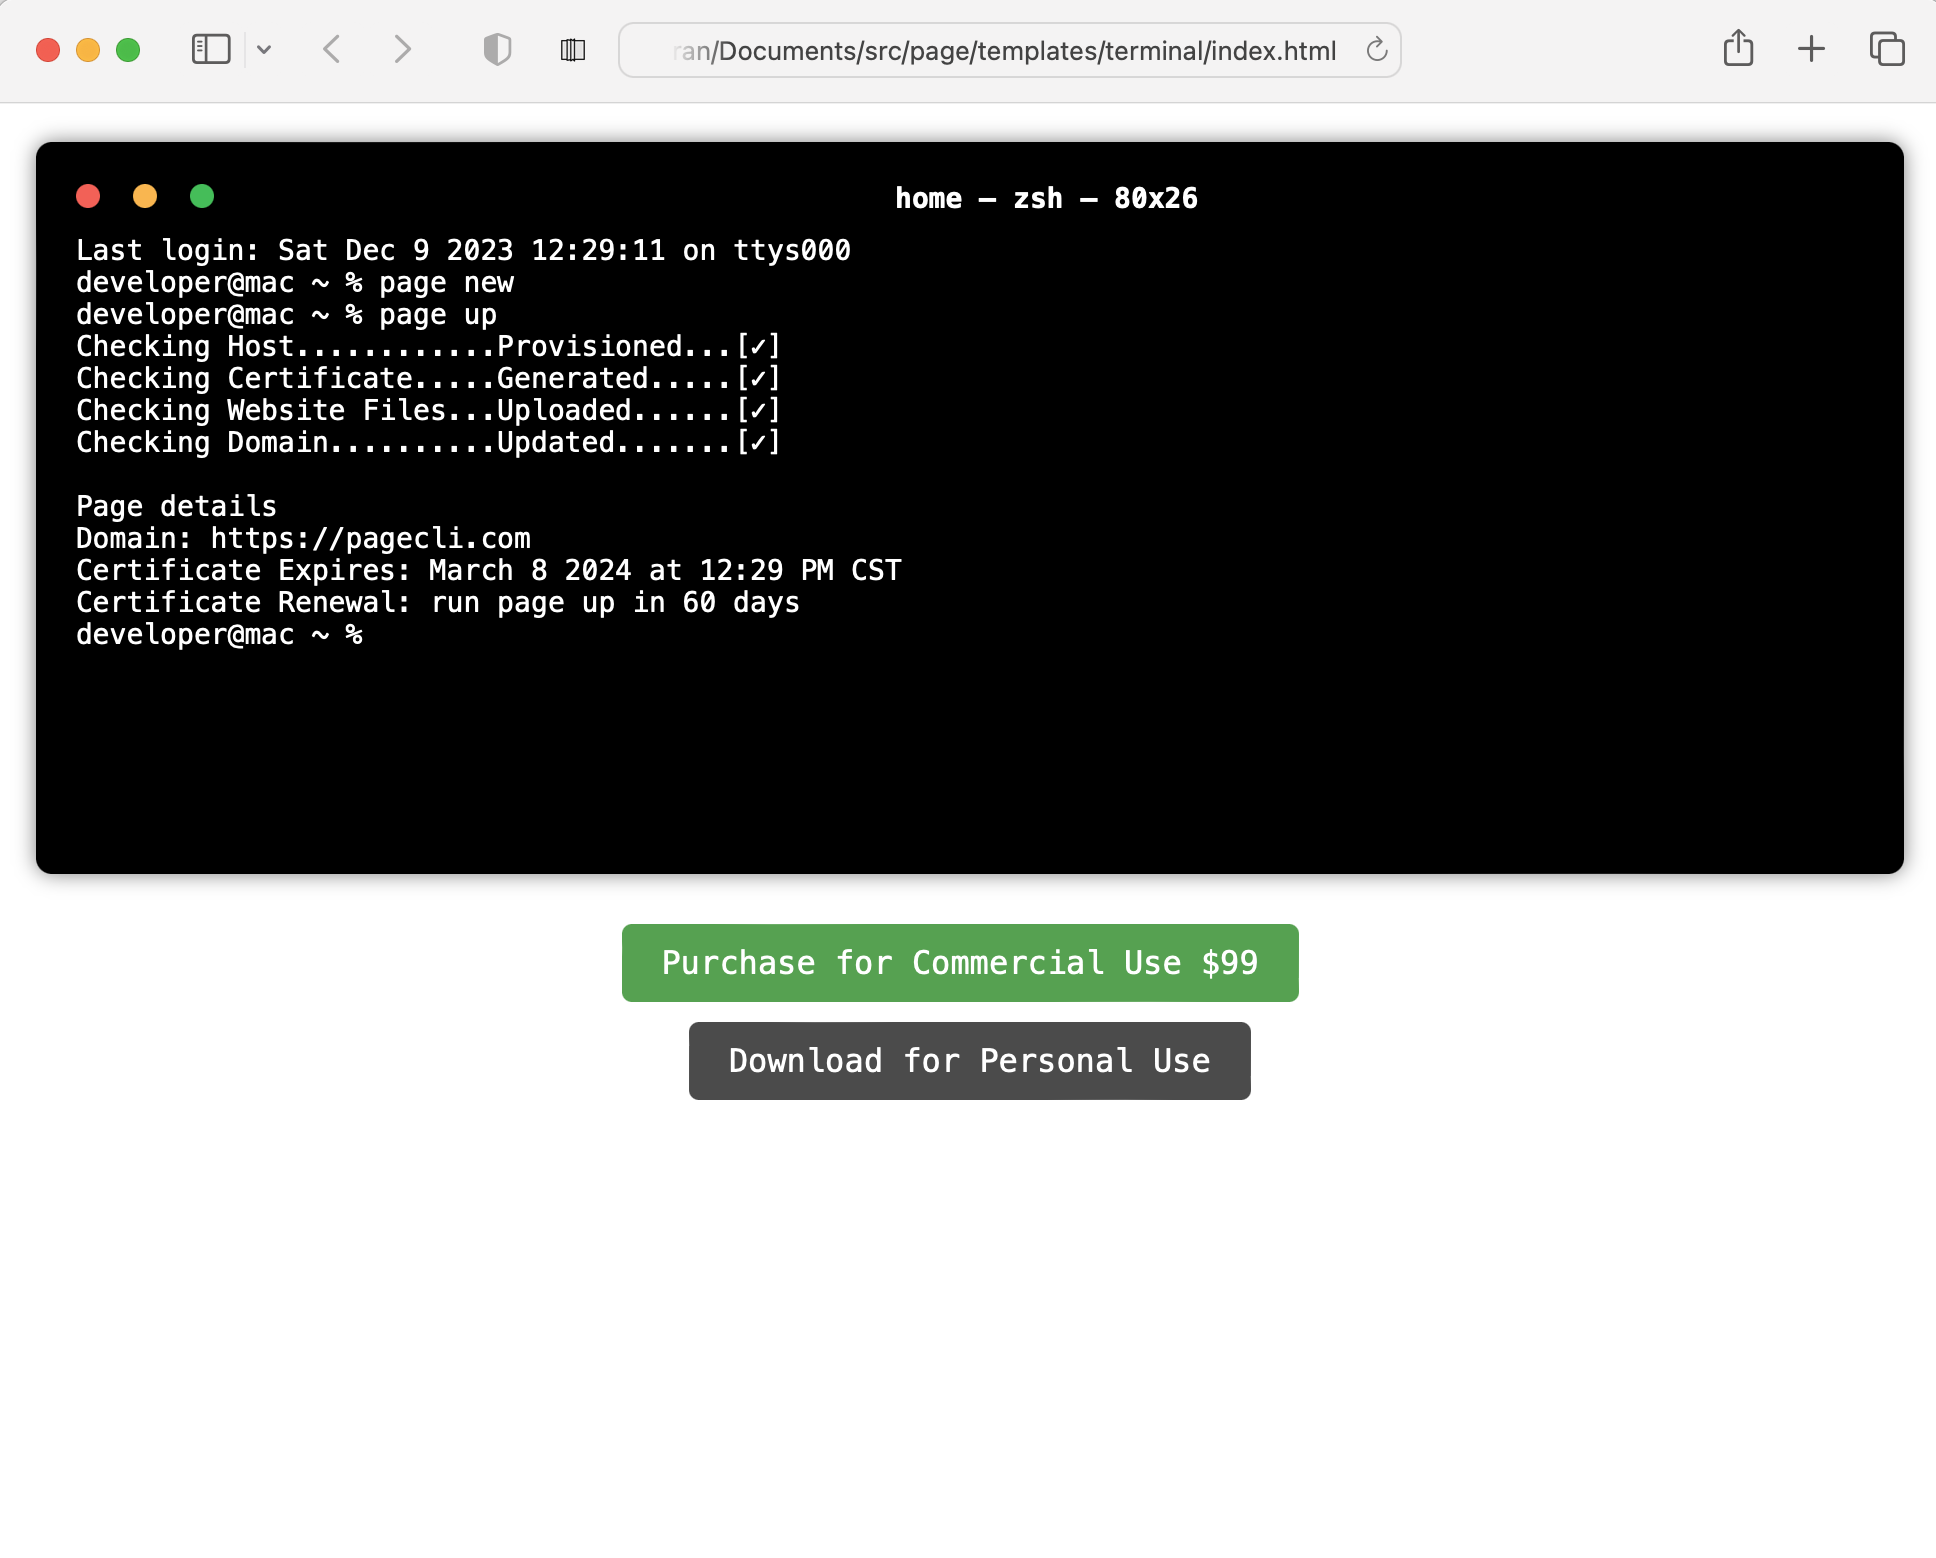 ran/Documents/src/page/templates/terminal/index.html
home — zsh — 80x26
Last login: Sat Dec 9 2023 12:29:11 on ttys000
developer@mac ~ % page new
developer@mac ~ % page up
Checking Host............Provisioned...[✓]
Checking Certificate.....Generated.....[✓]
Checking Website Files...Uploaded......[✓]
Checking Domain..........Updated.......[✓]
Page details
Domain: https://pagecli.com
Certificate Expires: March 8 2024 at 12:29 PM CST
Certificate Renewal: run page up in 60 days
developer@mac ~ %
Purchase for Commercial Use $99
Download for Personal Use